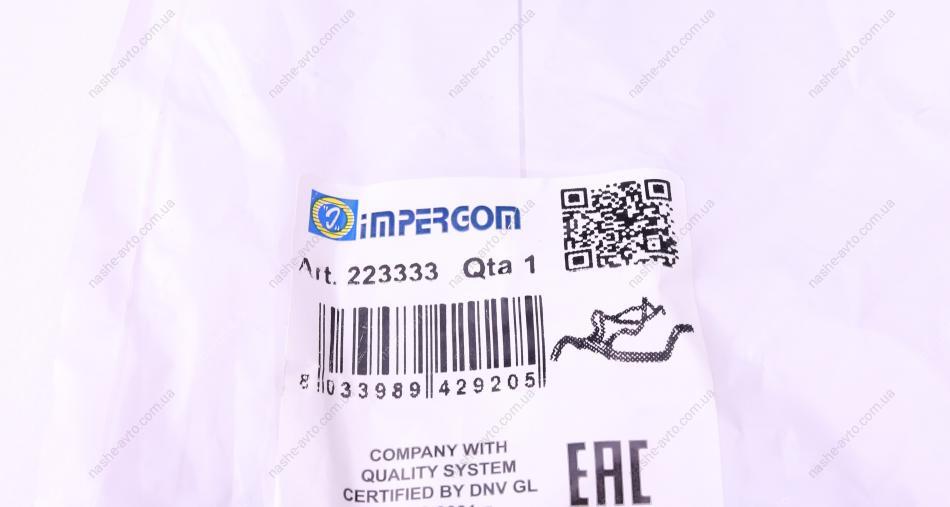 iMPERGOM
Art. 223333 Qta 1
8 033989 429205
COMPANY WITH
QUALITY SYSTEM
CERTIFIED BY DNV GL
EAC
nashe-avto.com.ua